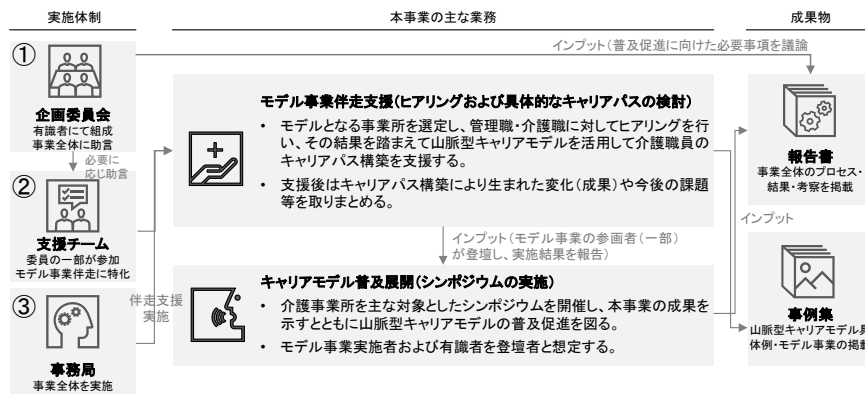 実施体制
本事業の主な業務
成果物
①
企画委員会
有識者にて組成
事業全体に助言
必要に
応じ助言
②
支援チーム
委員の一部が参加
モデル事業伴走に特化
③
事務局
事業全体を実施
伴走支援
実施
インプット（普及促進に向けた必要事項を議論
モデル事業伴走支援（ヒアリングおよび具体的なキャリアパスの検討）
• モデルとなる事業所を選定し、管理職・介護職に対してヒアリングを行
い、その結果を踏まえて山脈型キャリアモデルを活用して介護職員の
キャリアパス構築を支援する。
• 支援後はキャリアパス構築により生まれた変化（成果）や今後の課題
等を取りまとめる。
インプット（モデル事業の参画者（一部）
が登壇し、実施結果を報告）
キャリアモデル普及展開（シンポジウムの実施）
• 介護事業所を主な対象としたシンポジウムを開催し、本事業の成果を
示すとともに山脈型キャリアモデルの普及促進を図る。
• モデル事業実施者および有識者を登壇者と想定する。
報告書
事業全体のプロセス・
結果・考察を掲載
インプット
事例集
山脈型キャリアモデル具
体例・モデル事業の掲載